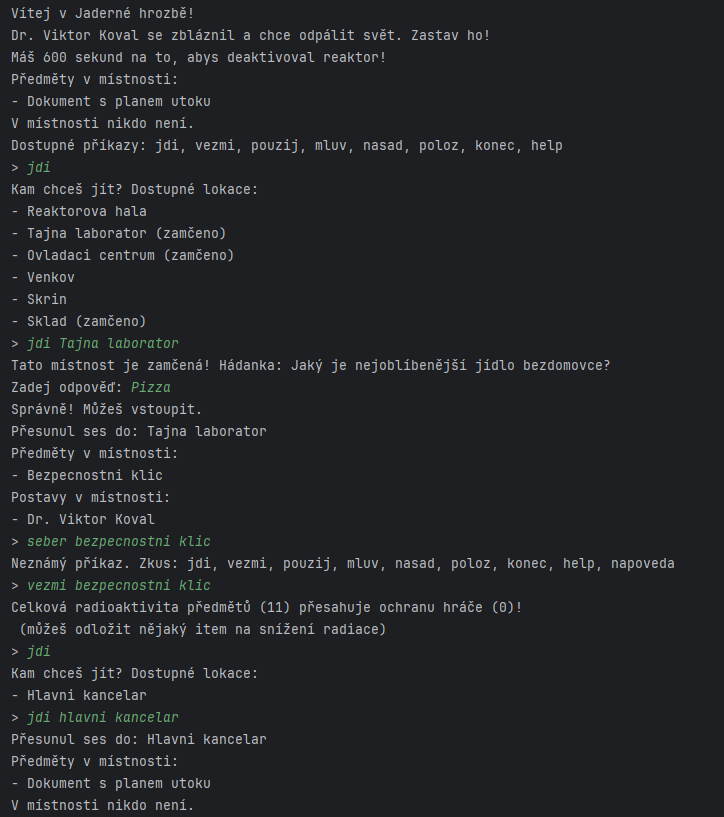 Vítej v Jaderné hrozbě!
Dr. Viktor Koval se zbláznil a chce odpálit svět. Zastav ho!
Máš 600 sekund na to, abys deaktivoval reaktor!
Předměty v místnosti:
- Dokument s planem utoku
V místnosti nikdo není.
Dostupné příkazy: jdi, vezmi, pouzij, mluv, nasad, poloz, konec, help
> jdi
Kam chceš jít? Dostupné lokace:
- Reaktorova hala
- Tajna laborator (zamčeno)
- Ovladaci centrum (zamčeno)
- Venkov
- Skrin
- Sklad (zamčeno)
> jdi Tajna laborator
Tato místnost je zamčená! Hádanka: Jaký je nejoblíbenější jídlo bezdomovce?
Zadej odpověď: Pizza
Správně! Můžeš vstoupit.
Přesunul ses do: Tajna laborator
Předměty v místnosti:
- Bezpecnostni klic
Postavy v místnosti:
- Dr. Viktor Koval
> seber bezpecnostni klic
Neznámý příkaz. Zkus: jdi, vezmi, pouzij, mluv, nasad, poloz, konec, help, napoveda
> vezmi bezpecnostni klic
Celková radioaktivita předmětů (11) přesahuje ochranu hráče (0)!
(můžeš odložit nějaký item na snížení radiace)
> jdi
Kam chceš jít? Dostupné lokace:
- Hlavni kancelar
> jdi hlavni kancelar
Přesunul ses do: Hlavni kancelar
Předměty v místnosti:
- Dokument s planem utoku
V místnosti nikdo není.